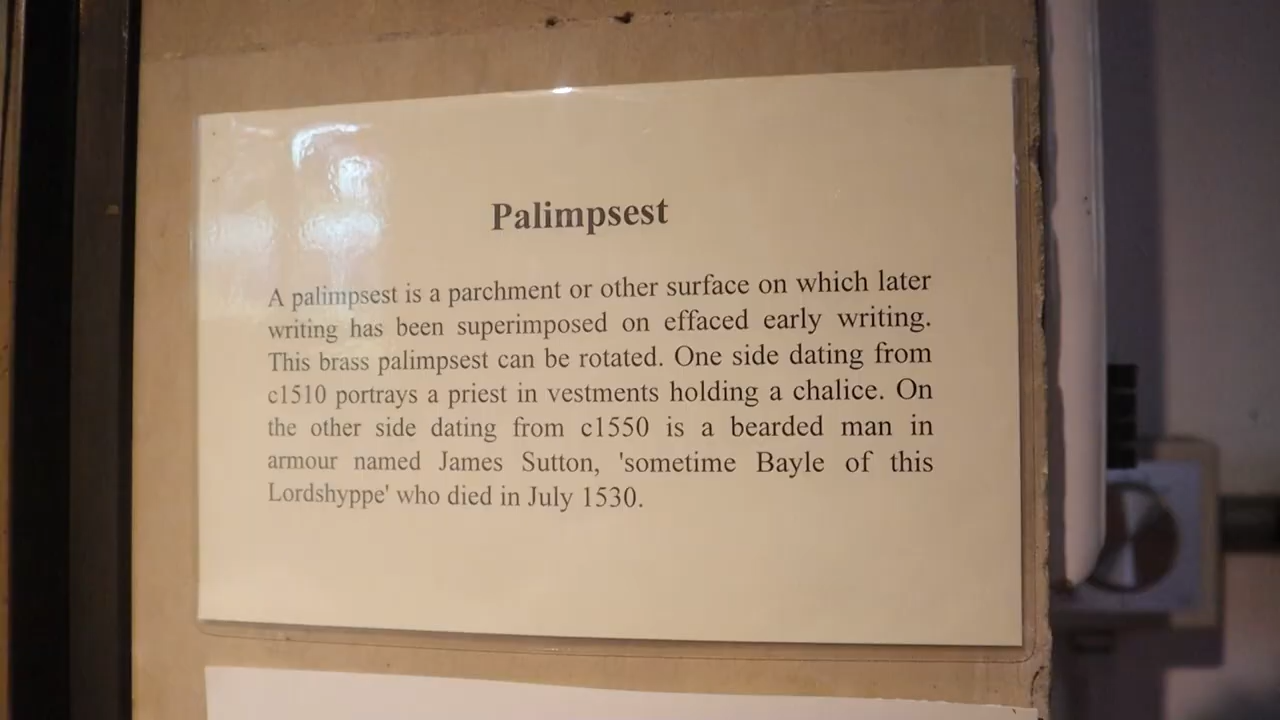 Palimpsest
A palimpsest is a parchment or other surface on which later
writing has been superimposed on effaced early writing.
This brass palimpsest can be rotated. One side dating from
c1510 portrays a priest in vestments holding a chalice. On
the other side dating from c1550 is a bearded man in
armour named James Sutton, 'sometime Bayle of this
Lordshyppe' who died in July 1530.